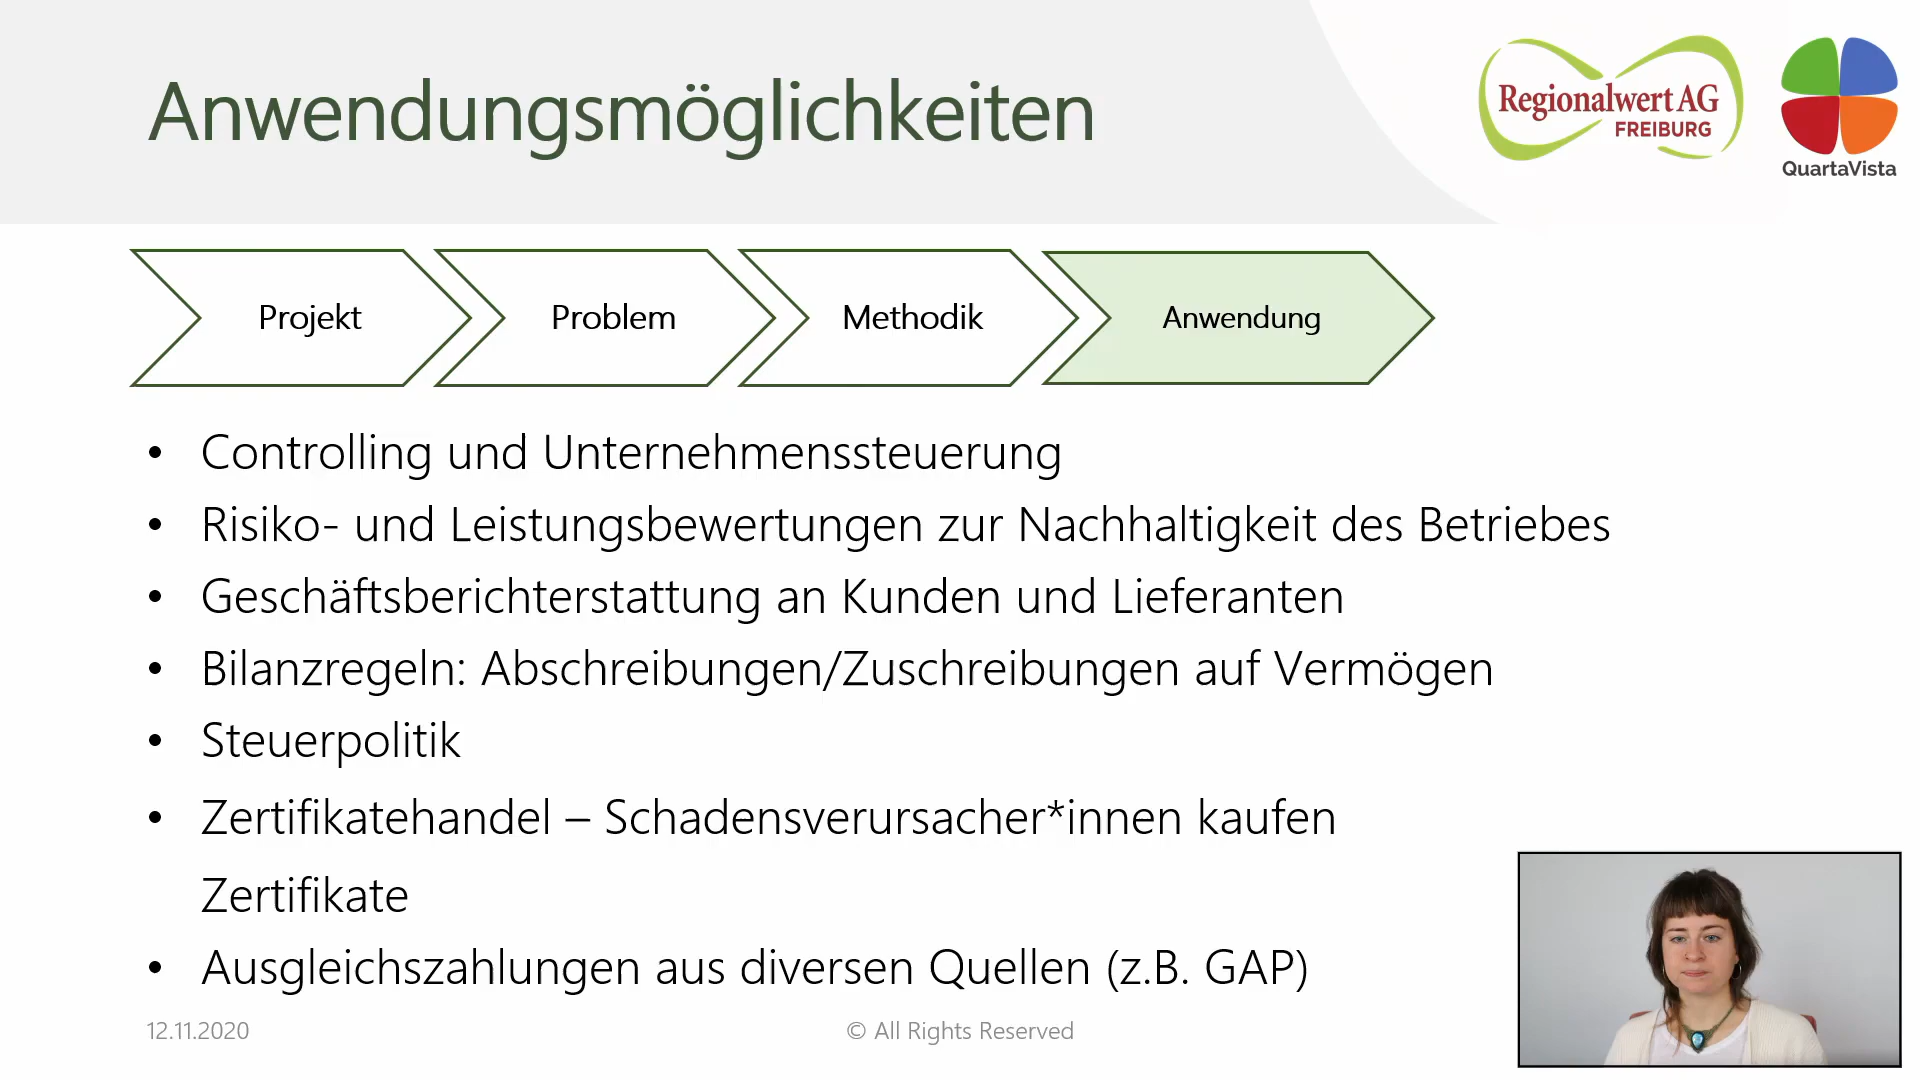 Anwendungsmöglichkeiten
Regionalwert AG
FREIBURG
QuartaVista
Projekt
Problem
Methodik
Anwendung
• Controlling und Unternehmenssteuerung
• Risiko- und Leistungsbewertungen zur Nachhaltigkeit des Betriebes
• Geschäftsberichterstattung an Kunden und Lieferanten
• Bilanzregeln: Abschreibungen/Zuschreibungen auf Vermögen
• Steuerpolitik
• Zertifikatehandel – Schadensverursacher*innen kaufen
Zertifikate
• Ausgleichszahlungen aus diversen Quellen (z.B. GAP)
12.11.2020
© All Rights Reserved